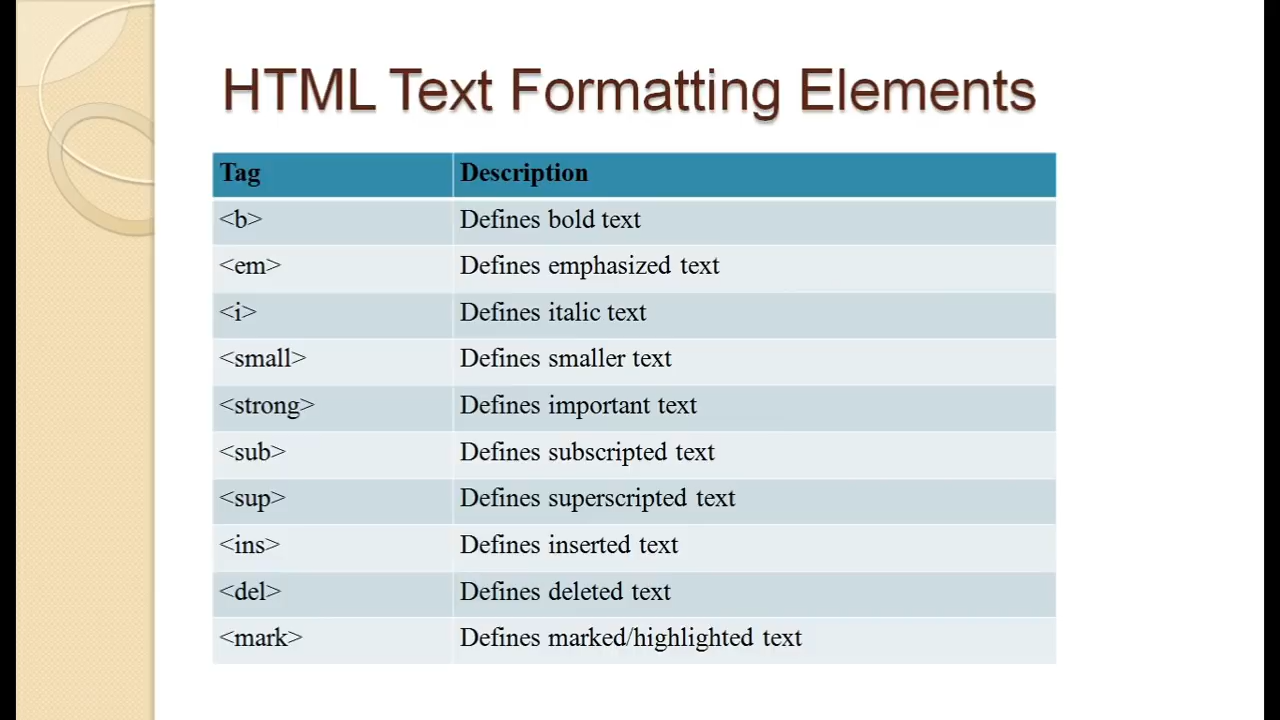 HTML Text Formatting Elements
Tag Description
<b> Defines bold text
<em> Defines emphasized text
<i> Defines italic text
<small> Defines smaller text
<strong> Defines important text
<sub> Defines subscripted text
<sup> Defines superscripted text
<ins> Defines inserted text
<del> Defines deleted text
<mark> Defines marked/highlighted text